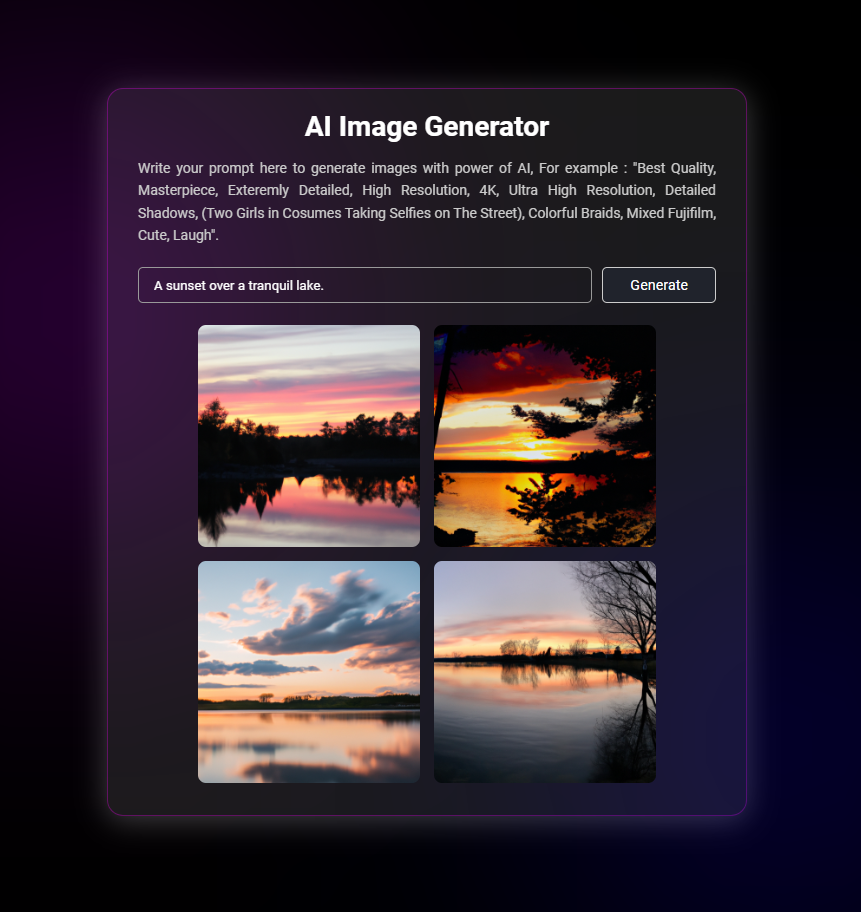 AI Image Generator
Write your prompt here to generate images with power of AI, For example : "Best Quality,
Masterpiece, Exteremly Detailed, High Resolution, 4K, Ultra High Resolution, Detailed
Shadows, (Two Girls in Cosumes Taking Selfies on The Street), Colorful Braids, Mixed Fujifilm,
Cute, Laugh".
A sunset over a tranquil lake.
Generate